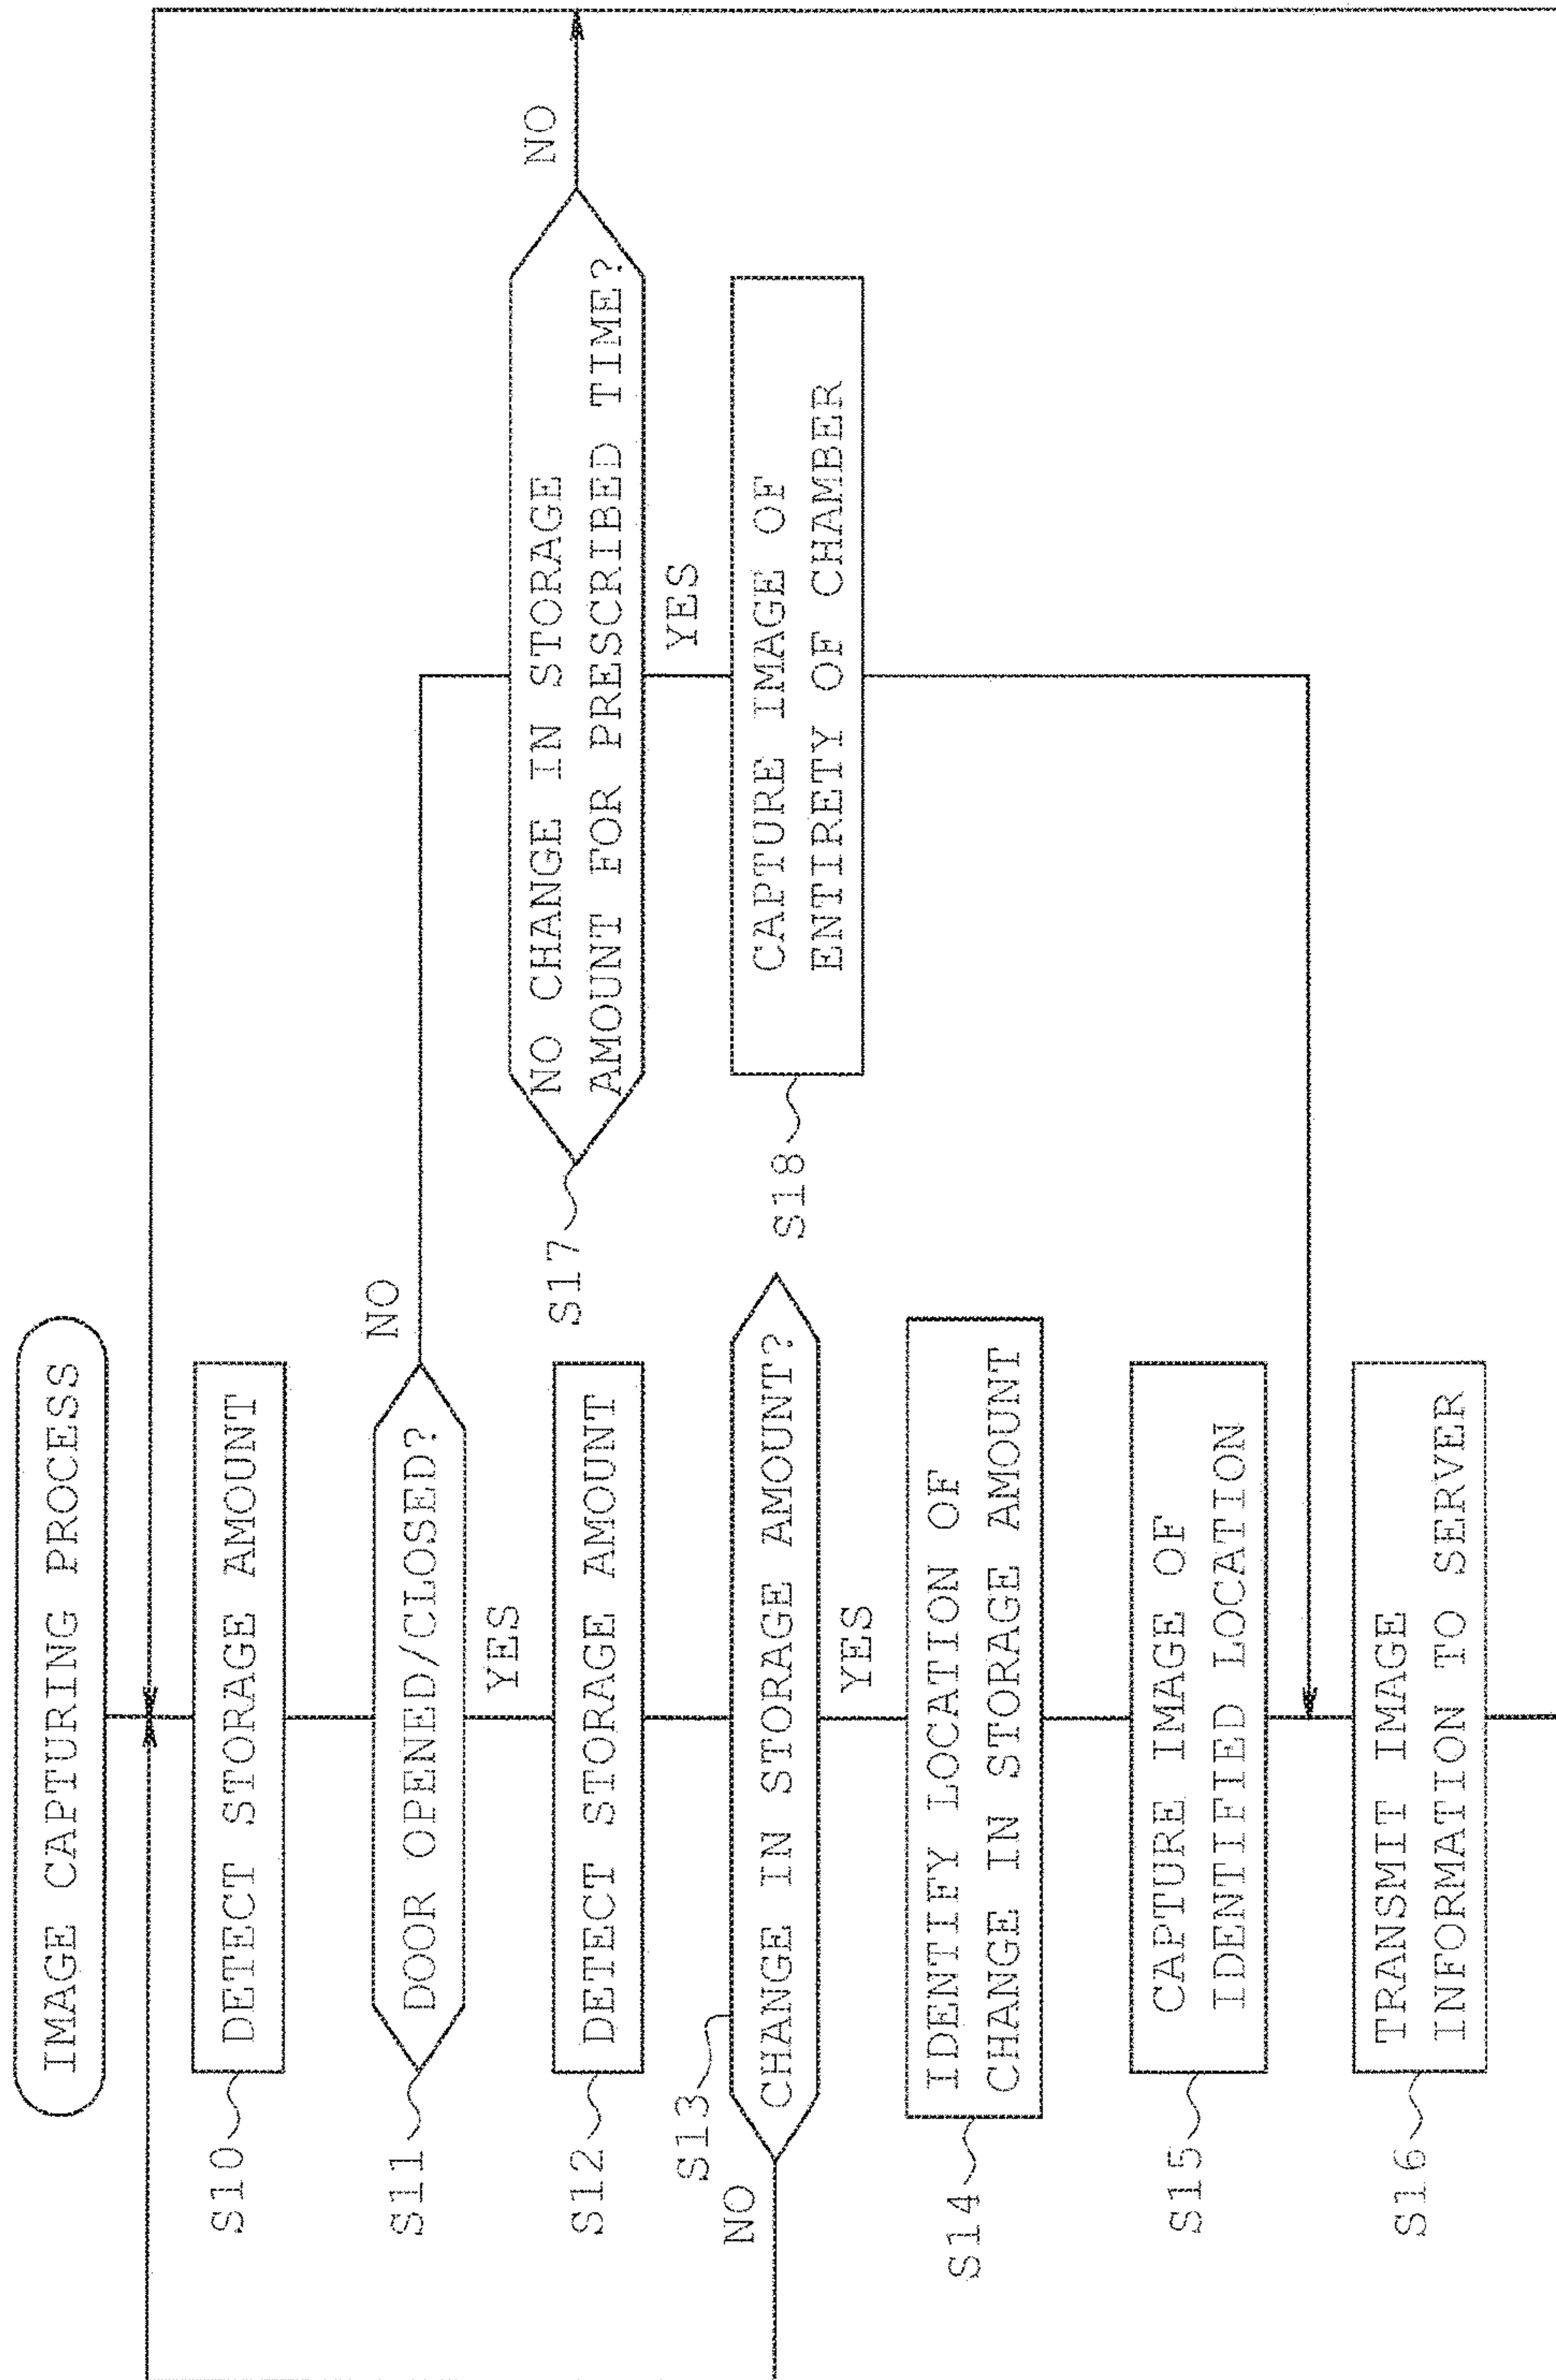 IMAGE CAPTURING PROCESS
S10
DETECT STORAGE AMOUNT
S11
DOOR OPENED/CLOSED?
NO
YES
S12
DETECT STORAGE AMOUNT
S13
CHANGE IN STORAGE AMOUNT?
NO
YES
S14
IDENTIFY LOCATION OF
CHANGE IN STORAGE AMOUNT
S15
CAPTURE IMAGE OF
IDENTIFIED LOCATION
S16
TRANSMIT IMAGE
INFORMATION TO SERVER
S17
NO CHANGE IN STORAGE
AMOUNT FOR PRESCRIBED TIME?
NO
YES
S18
CAPTURE IMAGE OF
ENTIRETY OF CHAMBER